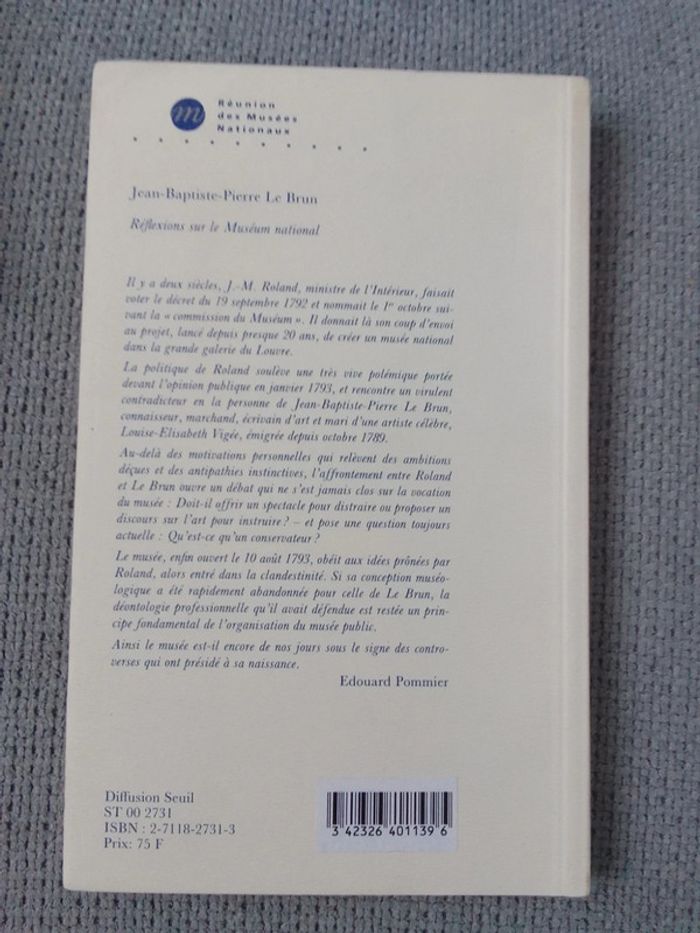 m
Réunion
des Musées
Nationaux
Jean-Baptiste-Pierre Le Brun
Réflexions sur le Muséum national
Il y a deux siècles, J.-M. Roland, ministre de l'Intérieur, faisait
voter le décret du 19 septembre 1792 et nommait le 1er octobre sui-
vant la « commission du Muséum ». Il donnait là son coup d'envoi
au projet, lancé depuis presque 20 ans, de créer un musée national
dans la grande galerie du Louvre.
La politique de Roland soulève une très vive polémique portée
devant l'opinion publique en janvier 1793, et rencontre un virulent
contradicteur en la personne de Jean-Baptiste-Pierre Le Brun,
connaisseur, marchand, écrivain d'art et mari d'une artiste célèbre,
Louise-Elisabeth Vigée, émigrée depuis octobre 1789.
Au-delà des motivations personnelles qui relèvent des ambitions
déçues et des antipathies instinctives, l'affrontement entre Roland
et Le Brun ouvre un débat qui ne s'est jamais clos sur la vocation
du musée : Doit-il offrir un spectacle pour distraire ou proposer un
discours sur l'art pour instruire ? – et pose une question toujours
actuelle : Qu'est-ce qu'un conservateur ?
Le musée, enfin ouvert le 10 août 1793, obéit aux idées prônées par
Roland, alors entré dans la clandestinité. Si sa conception muséo-
logique a été rapidement abandonnée pour celle de Le Brun, la
déontologie professionnelle qu'il avait défendue est restée un prin-
cipe fondamental de l'organisation du musée public.
Ainsi le musée est-il encore de nos jours sous le signe des contro-
verses qui ont présidé à sa naissance.
Edouard Pommier
Diffusion Seuil
ST 00 2731
ISBN : 2-7118-2731-3
Prix: 75 F
3 42326 401139 6